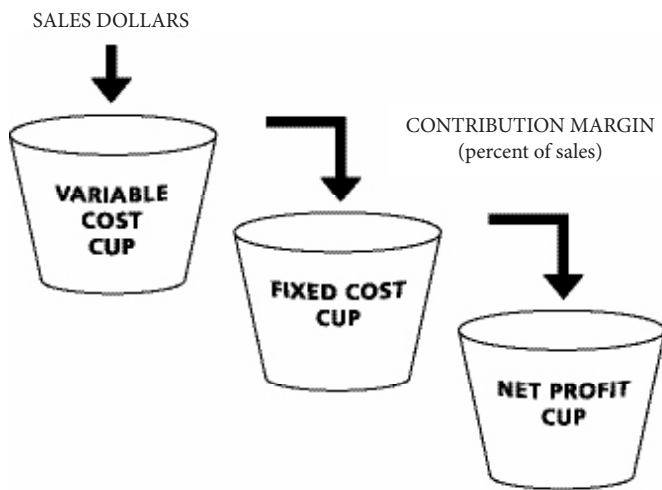 SALES DOLLARS
CONTRIBUTION MARGIN
(percent of sales)
VARIABLE
COST
CUP
FIXED COST
CUP
NET PROFIT
CUP